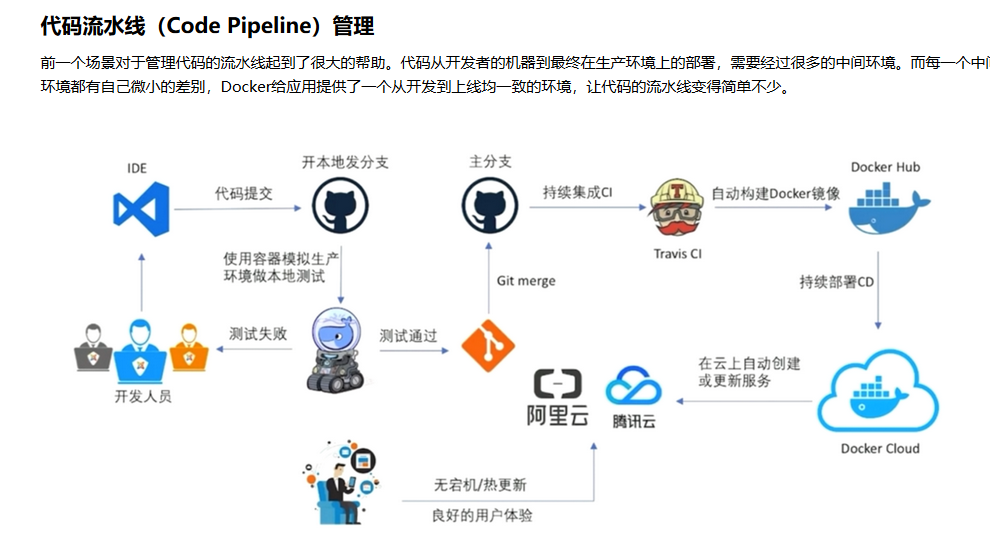 代码流水线（Code Pipeline）管理
前一个场景对于管理代码的流水线起到了很大的帮助。代码从开发者的机器到最终在生产环境上的部署，需要经过很多的中间环境。而每一个中间
环境都有自己微小的差别，Docker给应用提供了一个从开发到上线均一致的环境，让代码的流水线变得简单不少。
IDE
开本地发分支
主分支
Docker Hub
代码提交
持续集成CI
自动构建Docker镜像
Travis CI
使用容器模拟生产
环境做本地测试
Git merge
持续部署CD
测试失败
测试通过
开发人员
在云上自动创建
或更新服务
阿里云
腾讯云
Docker Cloud
无宕机/热更新
良好的用户体验